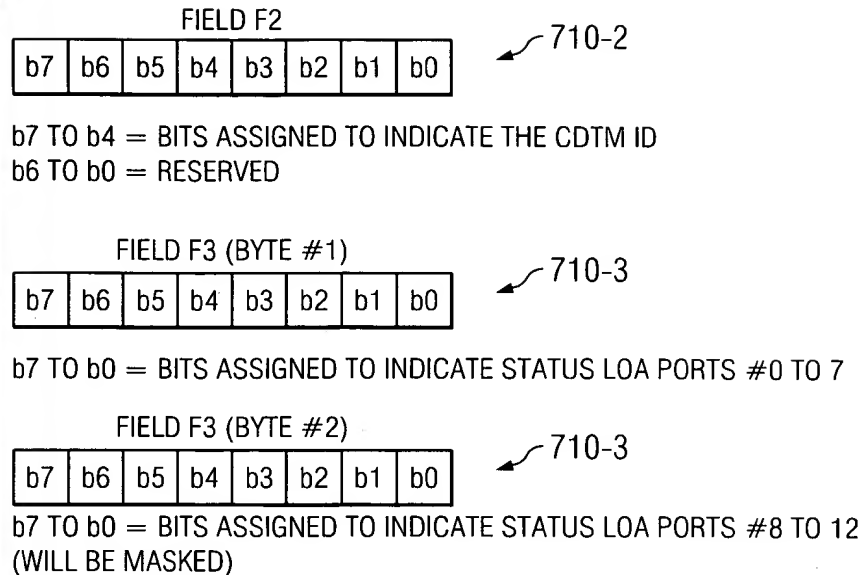 FIELD F2
b7 b6 b5 b4 b3 b2 b1 b0
710-2
b7 TO b4 = BITS ASSIGNED TO INDICATE THE CDTM ID
b6 TO b0 = RESERVED
FIELD F3 (BYTE #1)
b7 b6 b5 b4 b3 b2 b1 b0
710-3
b7 TO b0 = BITS ASSIGNED TO INDICATE STATUS LOA PORTS #0 TO 7
FIELD F3 (BYTE #2)
b7 b6 b5 b4 b3 b2 b1 b0
710-3
b7 TO b0 = BITS ASSIGNED TO INDICATE STATUS LOA PORTS #8 TO 12
(WILL BE MASKED)